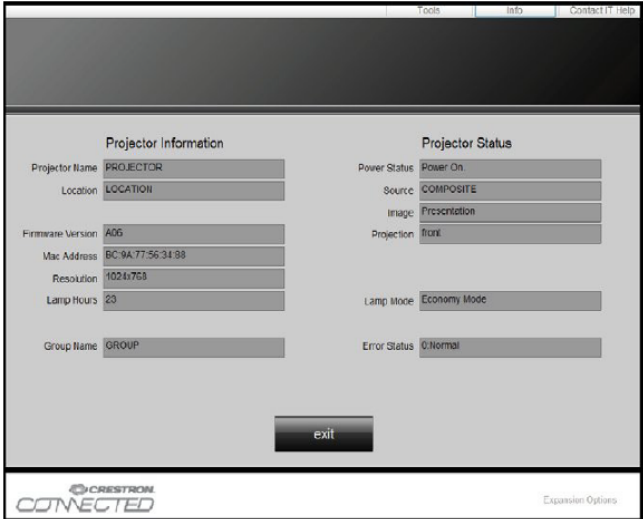 Tools Info Contact IT Help
Projector Information
Projector Name PROJECTOR
Location LOCATION
Firmware Version A06
Mac Address BC:9A:77:56:34:88
Resolution 1024x768
Lamp Hours 23
Group Name GROUP
Projector Status
Power Status Power On.
Source COMPOSITE
Image Presentation
Projection front
Lamp Mode Economy Mode
Error Status 0:Normal
exit
CRESTRON
CONNECTED
Expansion Options